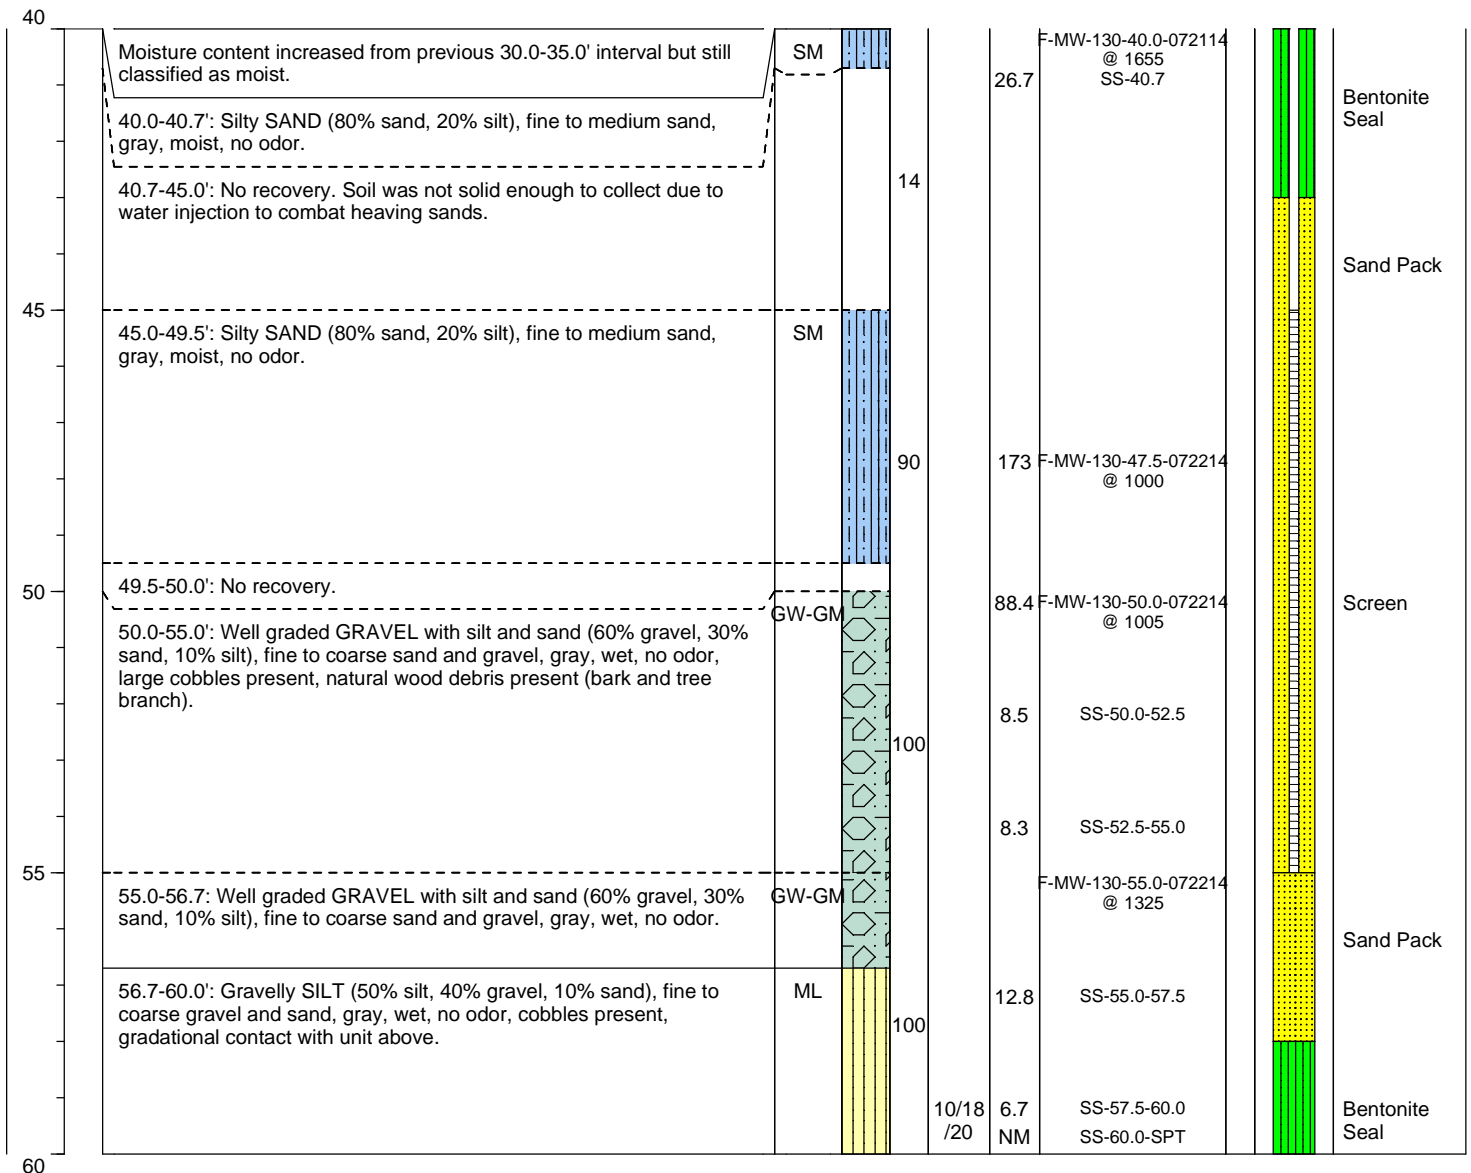 40
Moisture content increased from previous 30.0-35.0' interval but still
classified as moist.
SM
26.7
F-MW-130-40.0-072114
@ 1655
SS-40.7
Bentonite
Seal
40.0-40.7': Silty SAND (80% sand, 20% silt), fine to medium sand,
gray, moist, no odor.
40.7-45.0': No recovery. Soil was not solid enough to collect due to
water injection to combat heaving sands.
14
Sand Pack
45
45.0-49.5': Silty SAND (80% sand, 20% silt), fine to medium sand,
gray, moist, no odor.
SM
90
173
F-MW-130-47.5-072214
@ 1000
49.5-50.0': No recovery.
50
GW-GM
88.4
F-MW-130-50.0-072214
@ 1005
Screen
50.0-55.0': Well graded GRAVEL with silt and sand (60% gravel, 30%
sand, 10% silt), fine to coarse sand and gravel, gray, wet, no odor,
large cobbles present, natural wood debris present (bark and tree
branch).
8.5
SS-50.0-52.5
100
8.3
SS-52.5-55.0
55
55.0-56.7: Well graded GRAVEL with silt and sand (60% gravel, 30%
sand, 10% silt), fine to coarse sand and gravel, gray, wet, no odor.
GW-GM
F-MW-130-55.0-072214
@ 1325
Sand Pack
56.7-60.0': Gravelly SILT (50% silt, 40% gravel, 10% sand), fine to
coarse gravel and sand, gray, wet, no odor, cobbles present,
gradational contact with unit above.
ML
100
12.8
SS-55.0-57.5
10/18
/20
6.7
SS-57.5-60.0
NM
SS-60.0-SPT
Bentonite
Seal
60